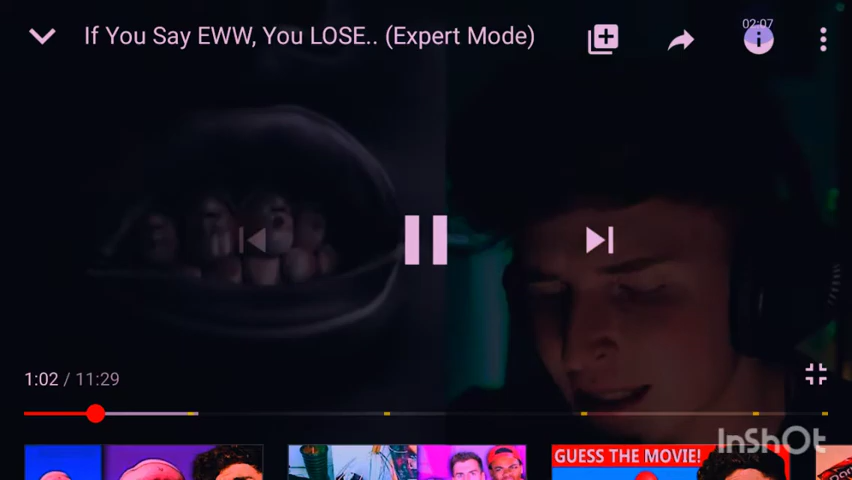 02:07
If You Say EWW, You LOSE.. (Expert Mode)
1:02 / 11:29
InShOt
GUESS THE MOVIE!